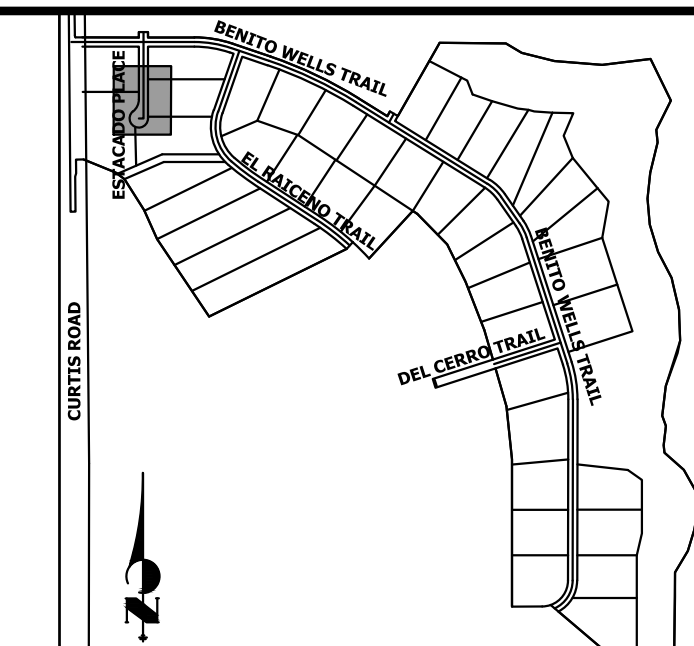 BENITO WELLS TRAIL
ESTACADO PLACE
EL RAICENO TRAIL
BENITO WELLS TRAIL
CURTIS ROAD
DEL CERRO TRAIL
N